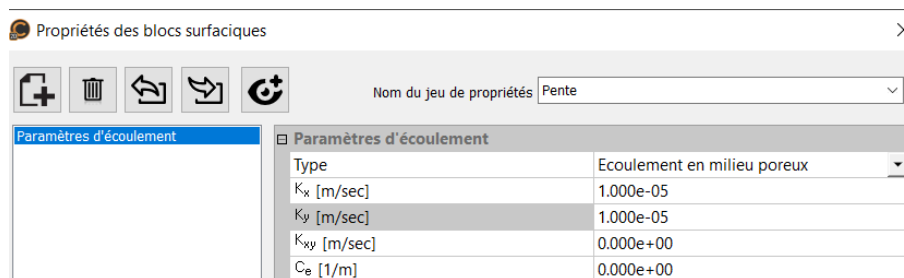 Propriétés des blocs surfaciques
Nom du jeu de propriétés Pente
Paramètres d'écoulement
Paramètres d'écoulement
Type Ecoulement en milieu poreux
Kx [m/sec] 1.000e-05
Ky [m/sec] 1.000e-05
Kxy [m/sec] 0.000e+00
Ce [1/m] 0.000e+00